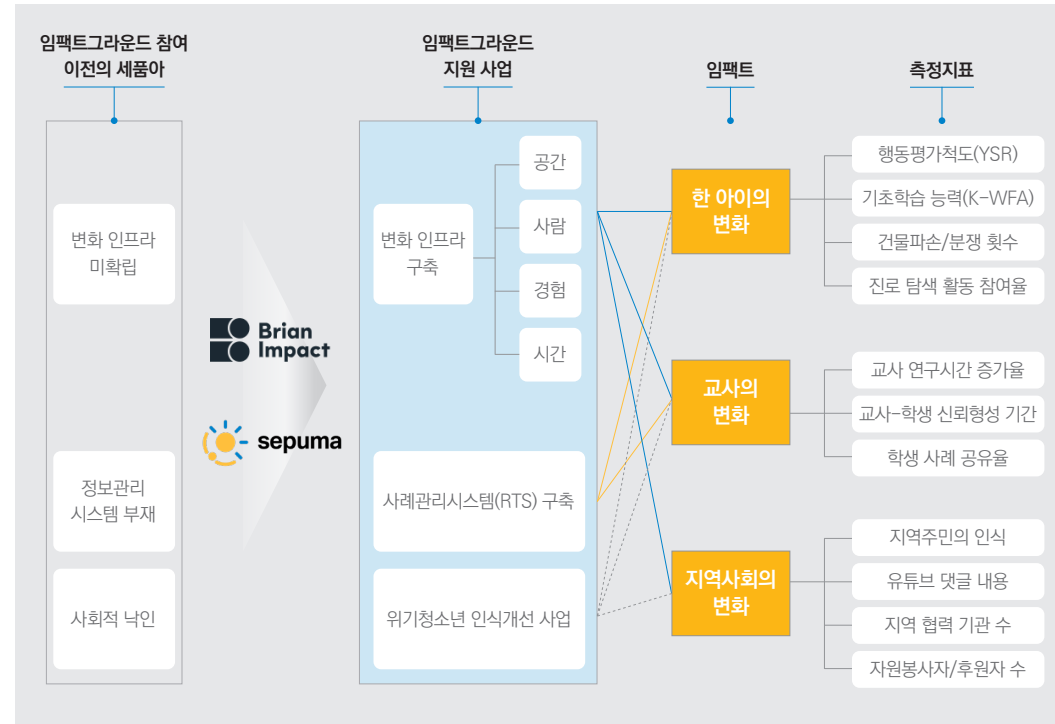 임팩트그라운드 참여
이전의 세품아
임팩트그라운드
지원 사업
임팩트
측정지표
변화 인프라
미확립
정보관리
시스템 부재
사회적 낙인
Brian
Impact
sepuma
변화 인프라
구축
공간
사람
경험
시간
사례관리시스템(RTS) 구축
위기청소년 인식개선 사업
한 아이의
변화
교사의
변화
지역사회의
변화
행동평가척도(YSR)
기초학습 능력(K-WFA)
건물파손/분쟁 횟수
진로 탐색 활동 참여율
교사 연구시간 증가율
교사-학생 신뢰형성 기간
학생 사례 공유율
지역주민의 인식
유튜브 댓글 내용
지역 협력 기관 수
자원봉사자/후원자 수